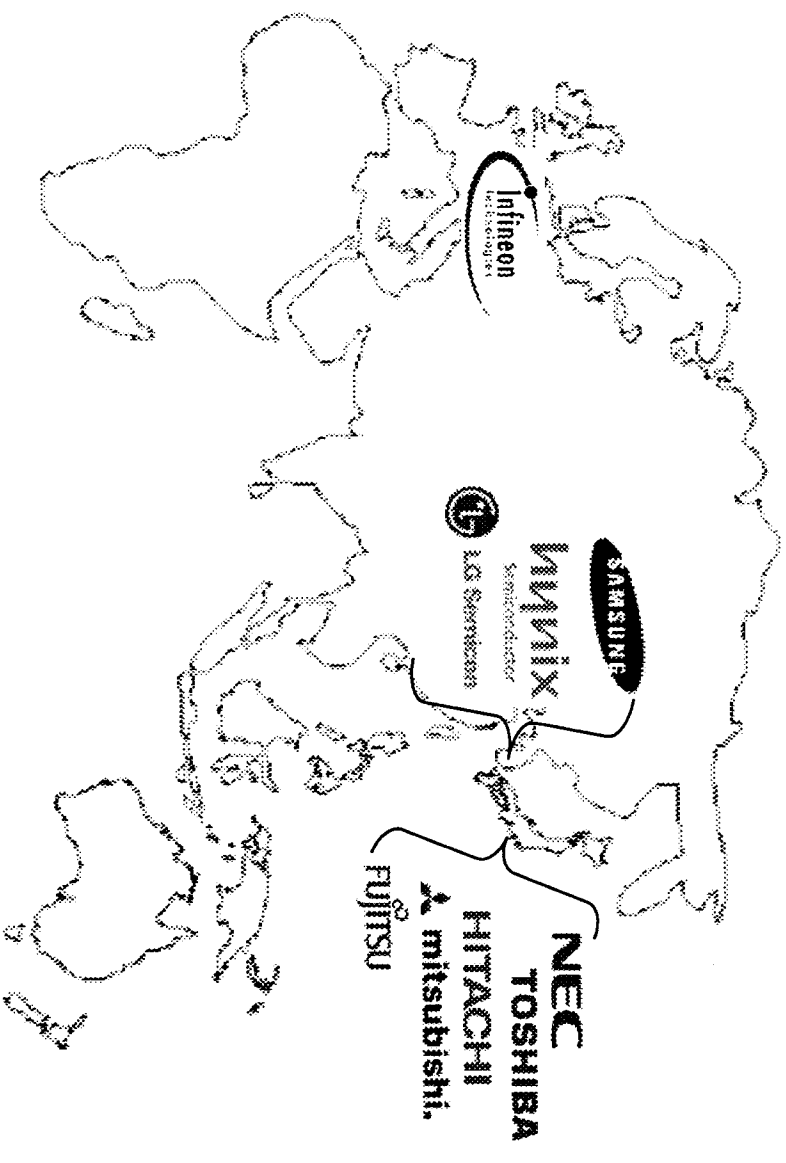 Infineon
technologies
SAMSUNG
hynix
Semiconductor
LG Semicon
NEC
TOSHIBA
HITACHI
mitsubishi.
FUJITSU